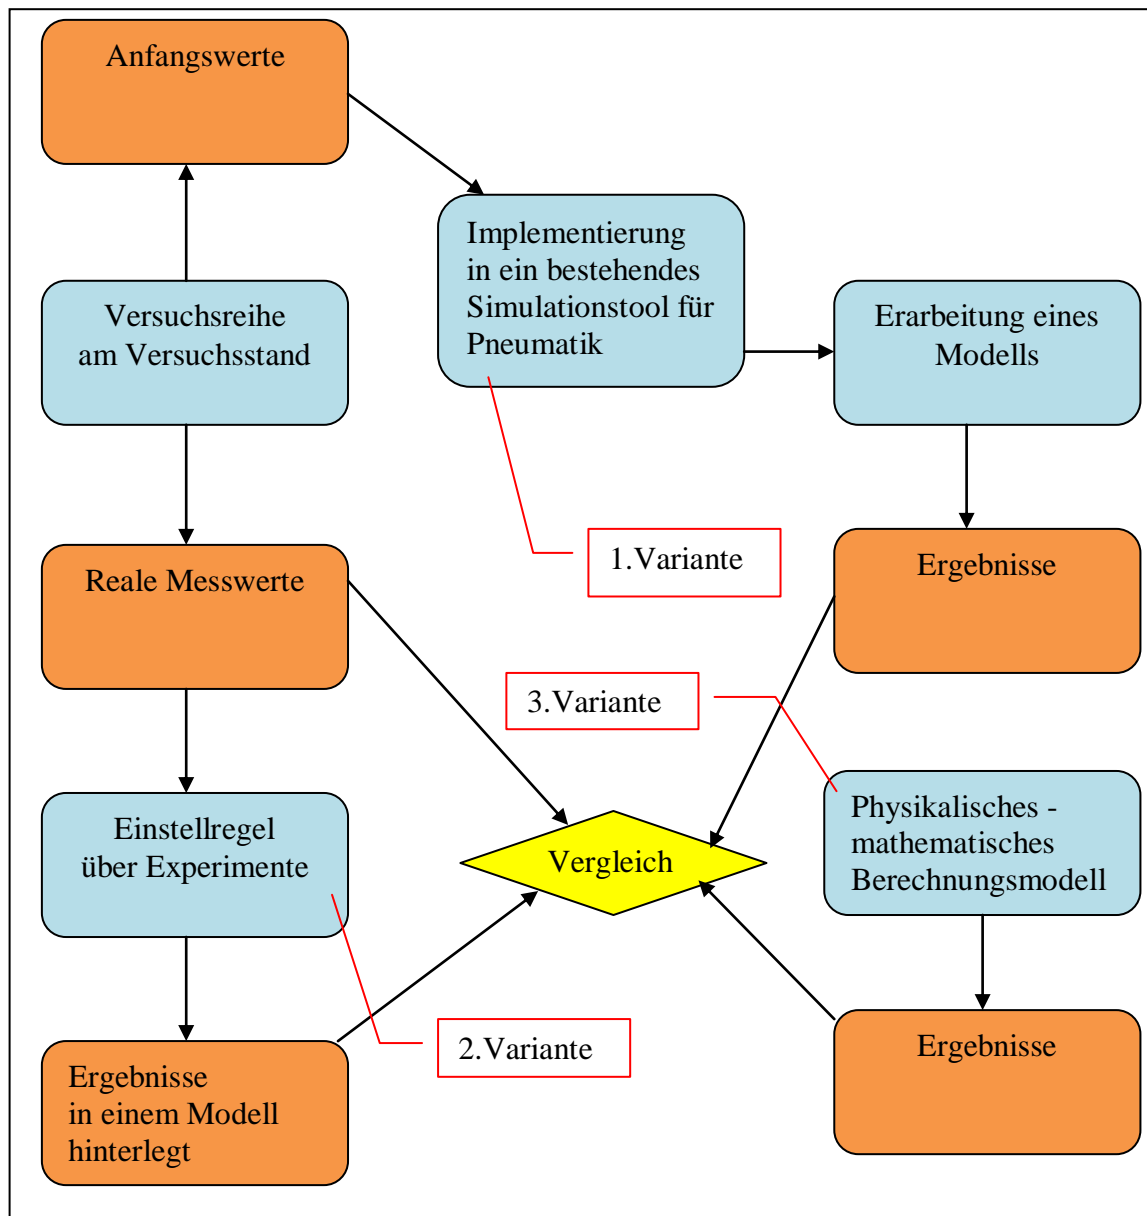 Anfangswerte
Implementierung
in ein bestehendes
Simulationstool für
Pneumatik
Versuchsreihe
am Versuchsstand
Erarbeitung eines
Modells
1.Variante
Reale Messwerte
Ergebnisse
3.Variante
Einstellregel
über Experimente
Vergleich
Physikalisches -
mathematisches
Berechnungsmodell
2.Variante
Ergebnisse
in einem Modell
hinterlegt
Ergebnisse